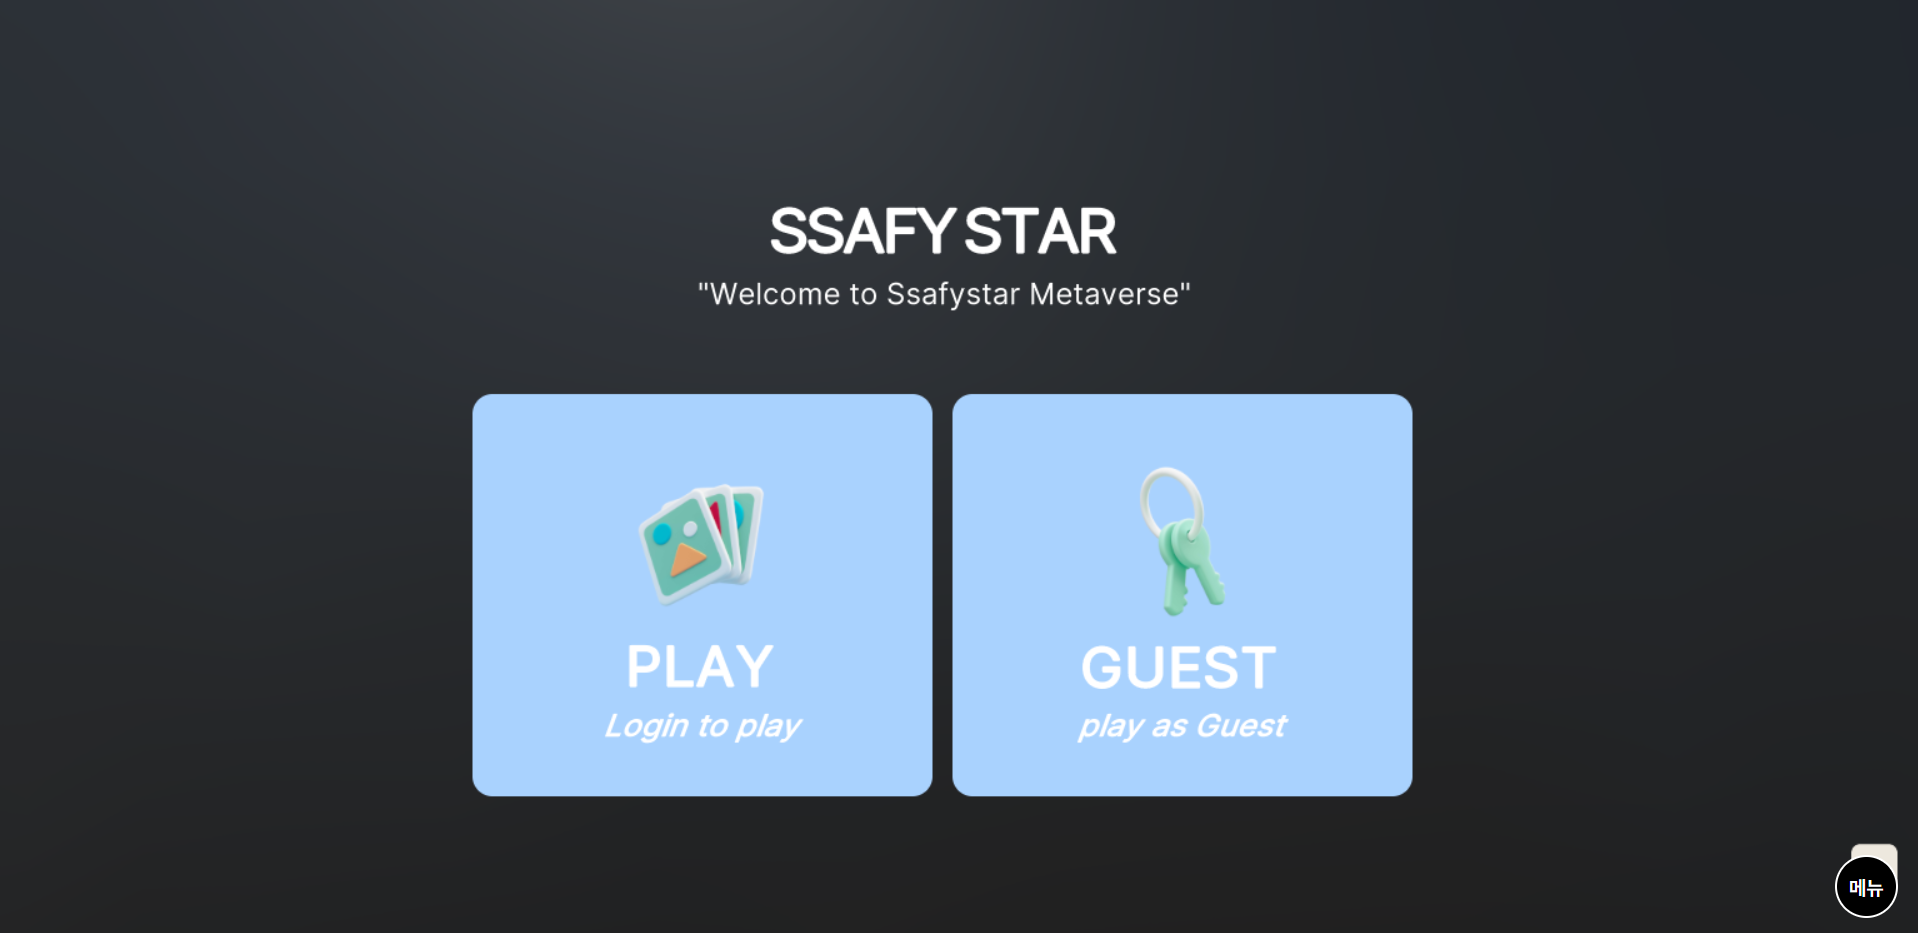 SSAFY STAR
"Welcome to Ssafystar Metaverse"
PLAY
Login to play
GUEST
play as Guest
메뉴